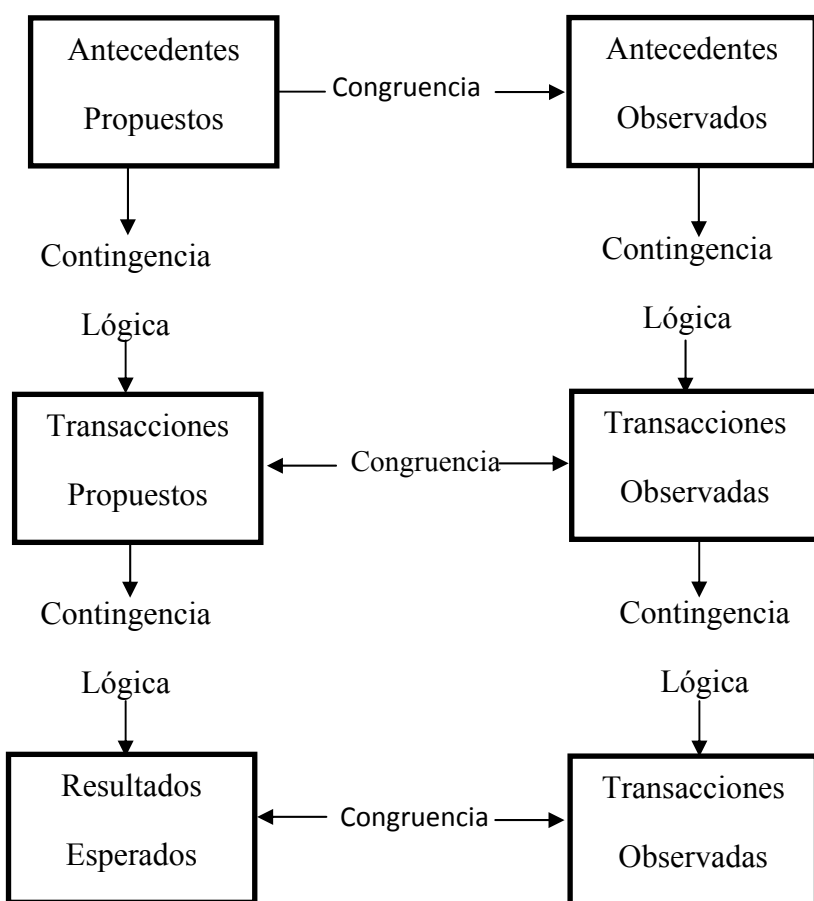 Antecedentes
Propuestos
Congruencia
Antecedentes
Observados
Contingencia
Lógica
Contingencia
Lógica
Transacciones
Propuestos
Congruencia
Transacciones
Observadas
Contingencia
Lógica
Contingencia
Lógica
Resultados
Esperados
Congruencia
Transacciones
Observadas